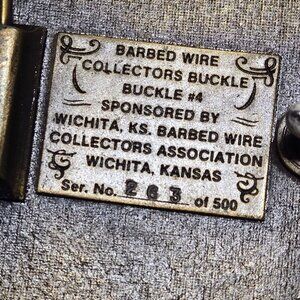 BARBED WIRE
COLLECTORS BUCKLE
BUCKLE #4
SPONSORED BY
WICHITA, KS. BARBED WIRE
COLLECTORS ASSOCIATION
WICHITA, KANSAS
Ser. No. 263 of 500